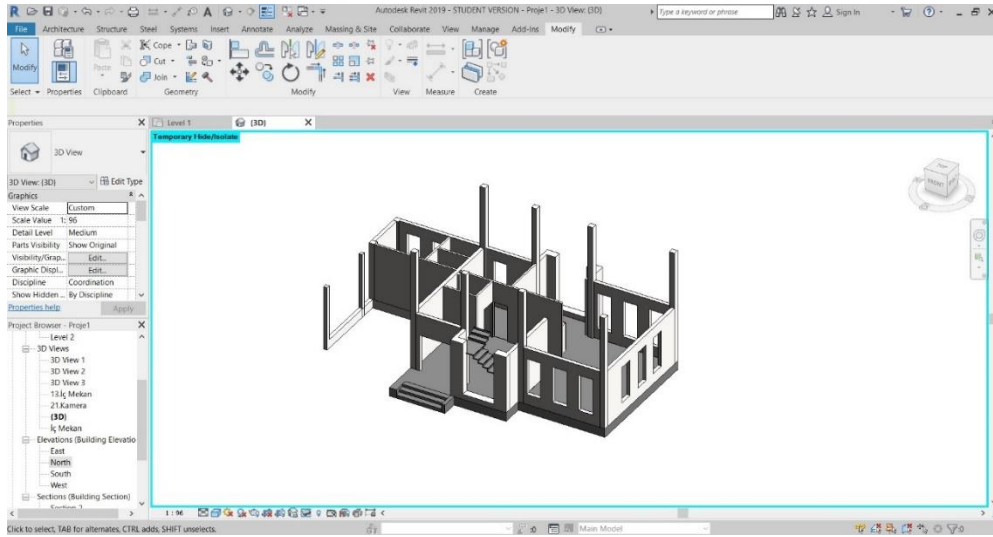 Autodesk Revit 2019 - STUDENT VERSION - Proje1 - 3D View: {3D}
Type a keyword or phrase
Sign In
File Architecture Structure Steel Systems Insert Annotate Analyze Massing & Site Collaborate View Manage Add-Ins Modify
Modify
Paste
Cope
Cut
Join
Select Properties Clipboard Geometry Modify View Measure Create
Properties
Level 1
{3D}
Temporary Hide/Isolate
3D View
3D View: {3D}
Edit Type
Graphics
View Scale Custom
Scale Value 1: 96
Detail Level Medium
Parts Visibility Show Original
Visibility/Grap... Edit...
Graphic Displ... Edit...
Discipline Coordination
Show Hidden ... By Discipline
Properties help
Apply
Project Browser - Proje1
Level 2
3D Views
3D View 1
3D View 2
3D View 3
13.İç Mekan
21.Kamera
{3D}
İç Mekan
Elevations (Building Elevatio
East
North
South
West
Sections (Building Section)
TOP
FRONT
1 : 96
Click to select, TAB for alternates, CTRL adds, SHIFT unselects.
:0
Main Model
:0